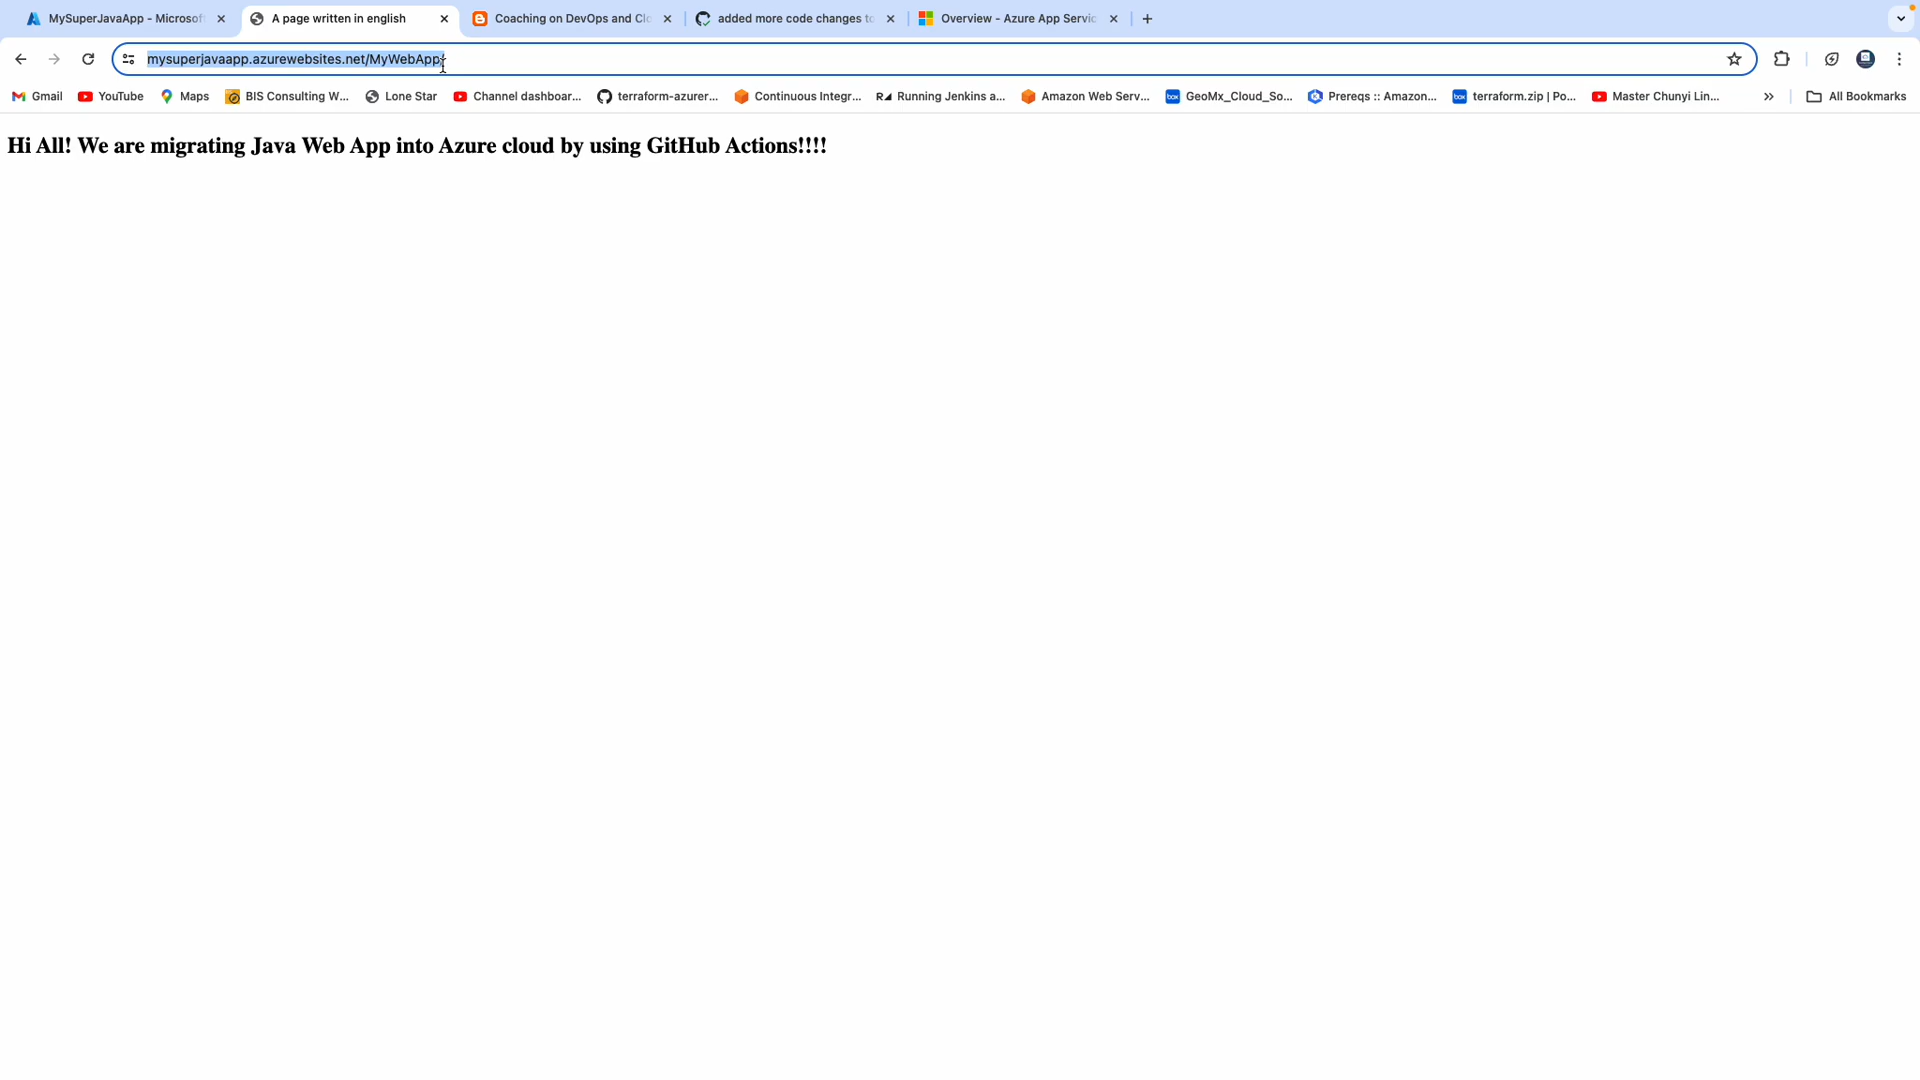 MySuperJavaApp - Microsof
A page written in english
Coaching on DevOps and Clo
added more code changes to
Overview - Azure App Servic
mysuperjavaapp.azurewebsites.net/MyWebApp/
Gmail
YouTube
Maps
BIS Consulting W...
Lone Star
Channel dashboar...
terraform-azurer...
Continuous Integr...
Running Jenkins a...
Amazon Web Serv...
GeoMx_Cloud_So...
Prereqs :: Amazon...
terraform.zip | Po...
Master Chunyi Lin...
All Bookmarks
Hi All! We are migrating Java Web App into Azure cloud by using GitHub Actions!!!!